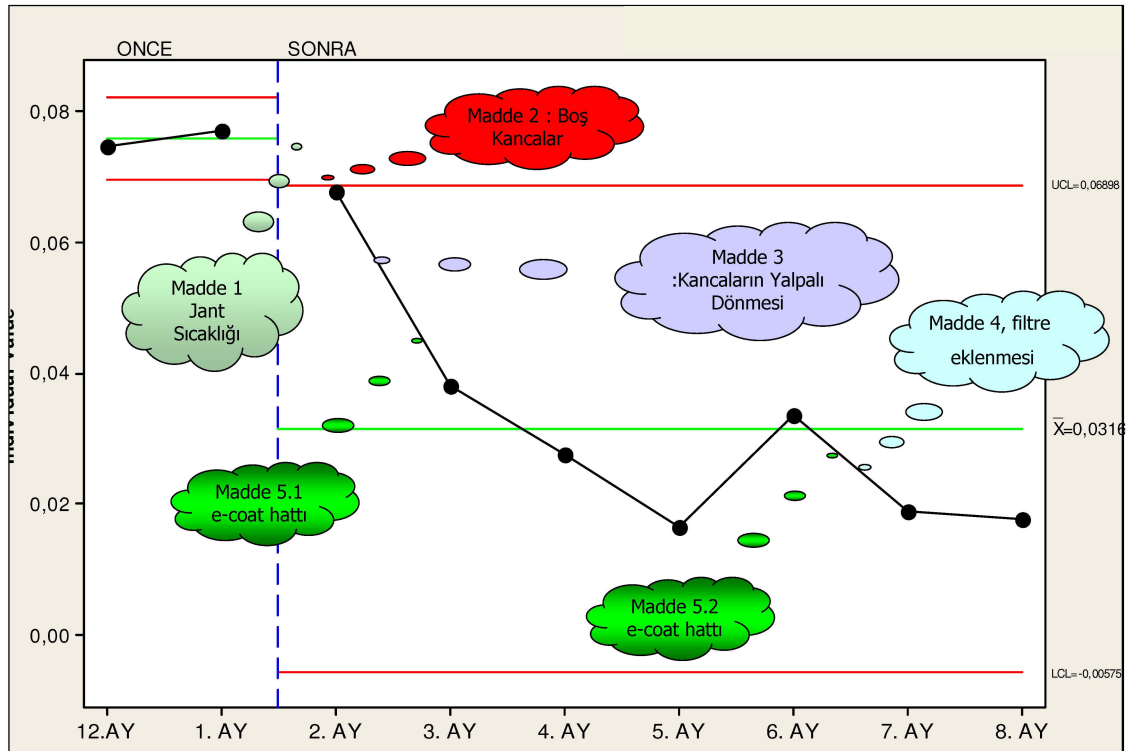 ONCE
SONRA
0,08
0,06
0,04
0,02
0,00
Madde 2 : Boş
Kancalar
UCL=0,06898
Madde 1
Jant
Sıcaklığı
Madde 3
:Kancaların Yalpalı
Dönmesi
Madde 4, filtre
eklenmesi
X̄=0,0316
Madde 5.1
e-coat hattı
Madde 5.2
e-coat hattı
LCL=-0,00575
12.AY
1. AY
2. AY
3. AY
4. AY
5. AY
6. AY
7. AY
8. AY